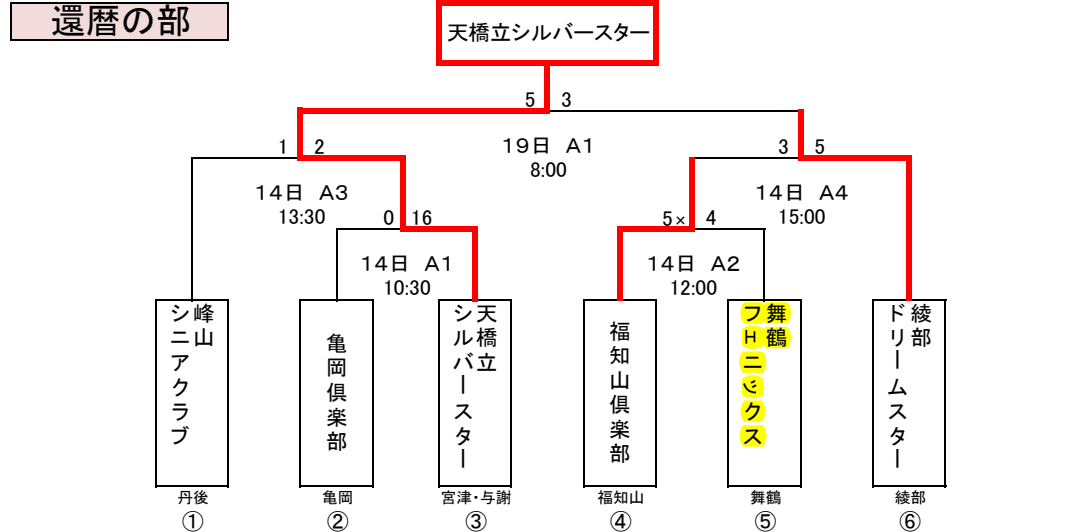 還暦の部
天橋立シルバースター
5 3
19日 A1
8:00
1 2
3 5
14日 A3
13:30
14日 A4
15:00
0 16
5× 4
14日 A1
10:30
14日 A2
12:00
峰山
シニアクラブ
亀岡倶楽部
天橋立
シルバースター
福知山倶楽部
舞鶴
フエニックス
綾部
ドリームスター
丹後
亀岡
宮津・与謝
福知山
舞鶴
綾部
①
②
③
④
⑤
⑥